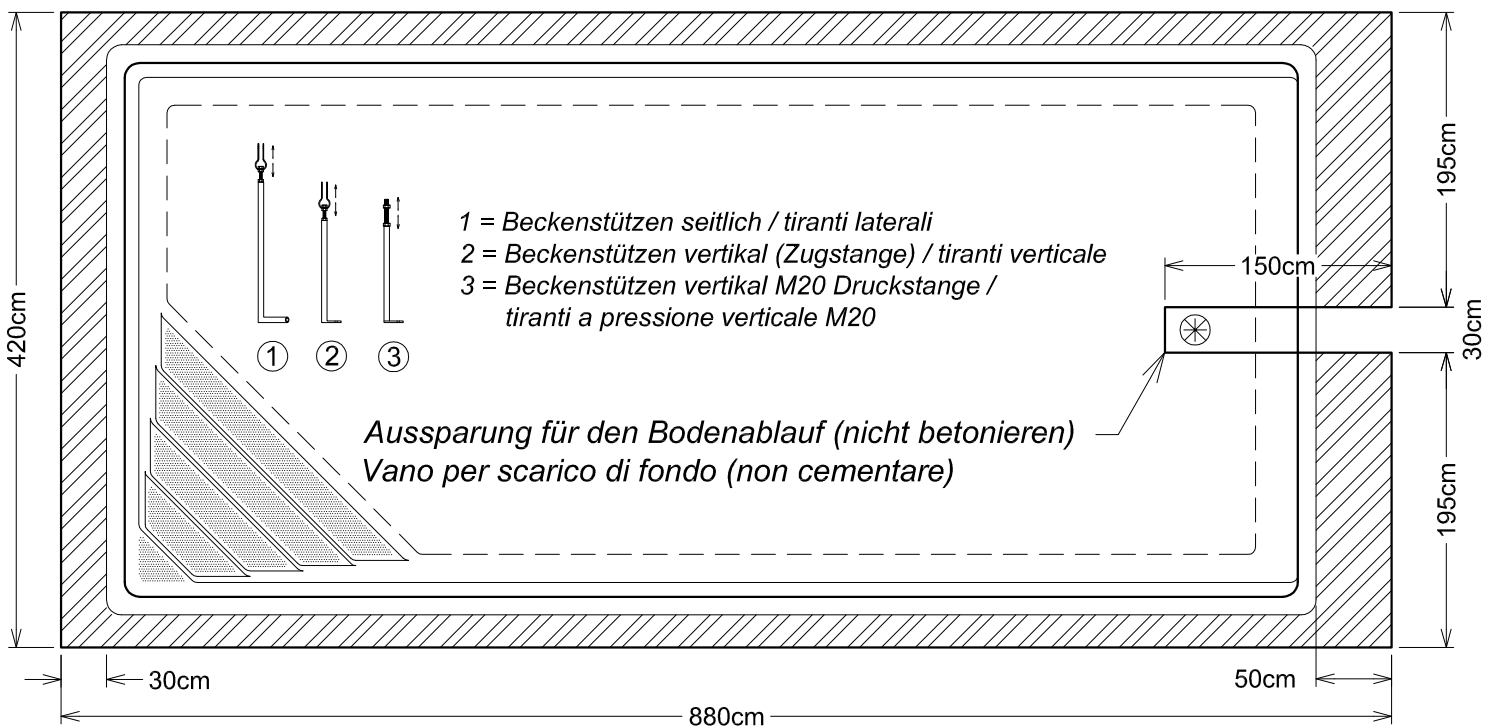 420cm
195cm
1 = Beckenstützen seitlich / tiranti laterali
2 = Beckenstützen vertikal (Zugstange) / tiranti verticale
3 = Beckenstützen vertikal M20 Druckstange /
tiranti a pressione verticale M20
150cm
30cm
1 2 3
Aussparung für den Bodenablauf (nicht betonieren)
Vano per scarico di fondo (non cementare)
195cm
30cm
50cm
880cm